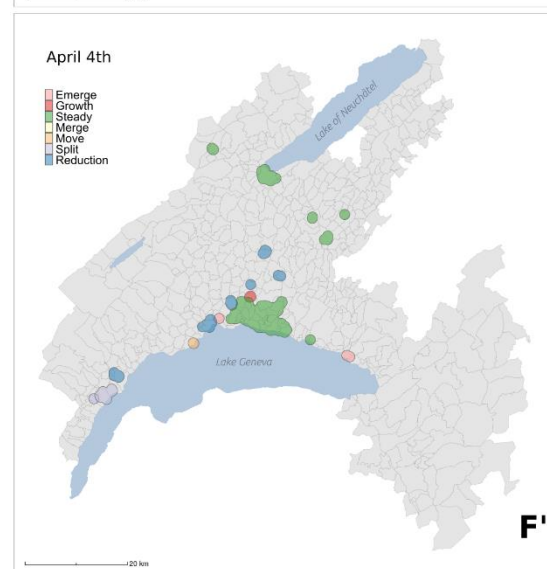 April 4th
Emerge
Growth
Steady
Merge
Move
Split
Reduction
Lake of Neuchâtel
Lake Geneva
F'
20 km